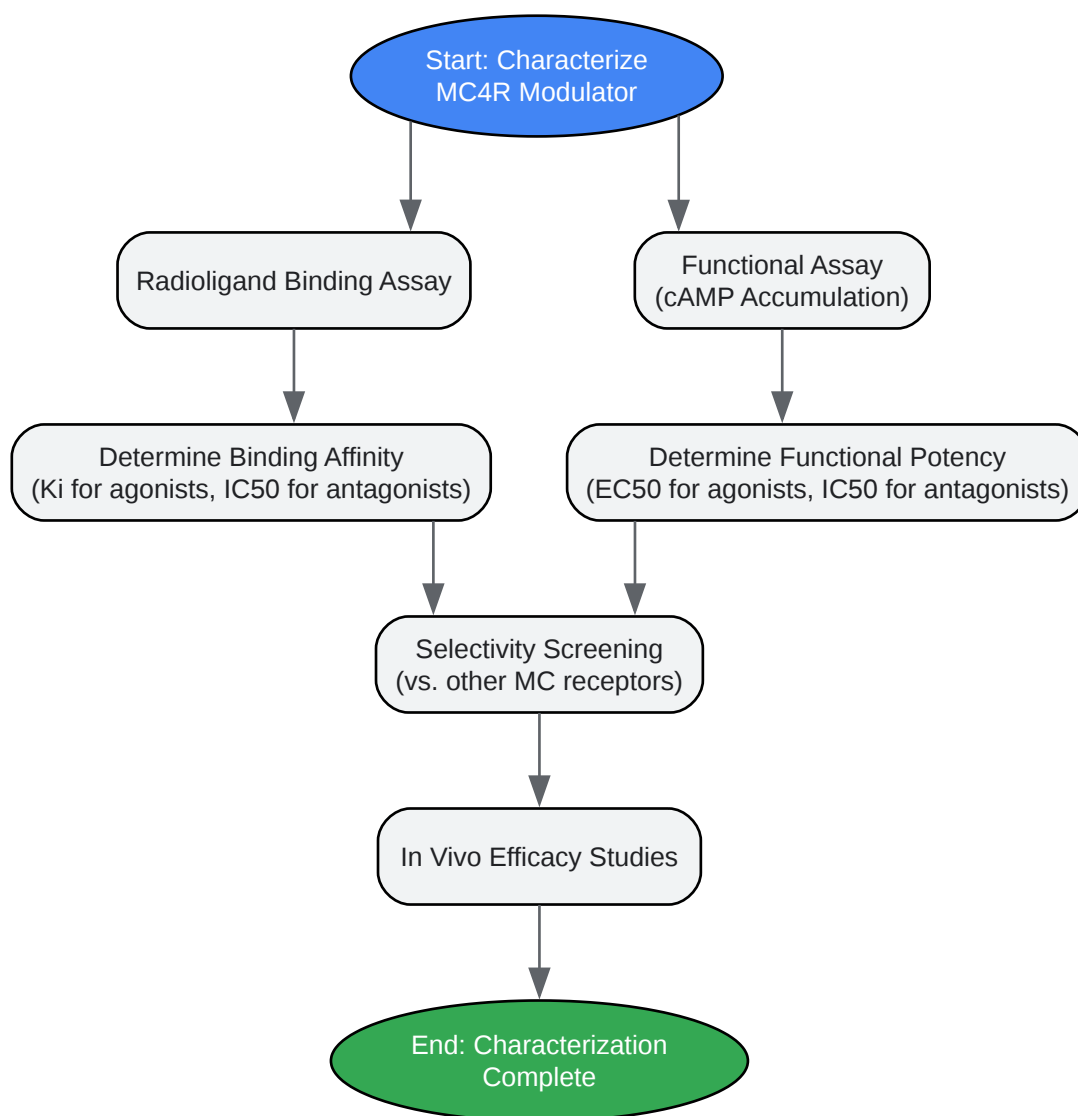 Start: Characterize
MC4R Modulator
Radioligand Binding Assay
Functional Assay
(cAMP Accumulation)
Determine Binding Affinity
(Ki for agonists, IC50 for antagonists)
Determine Functional Potency
(EC50 for agonists, IC50 for antagonists)
Selectivity Screening
(vs. other MC receptors)
In Vivo Efficacy Studies
End: Characterization
Complete